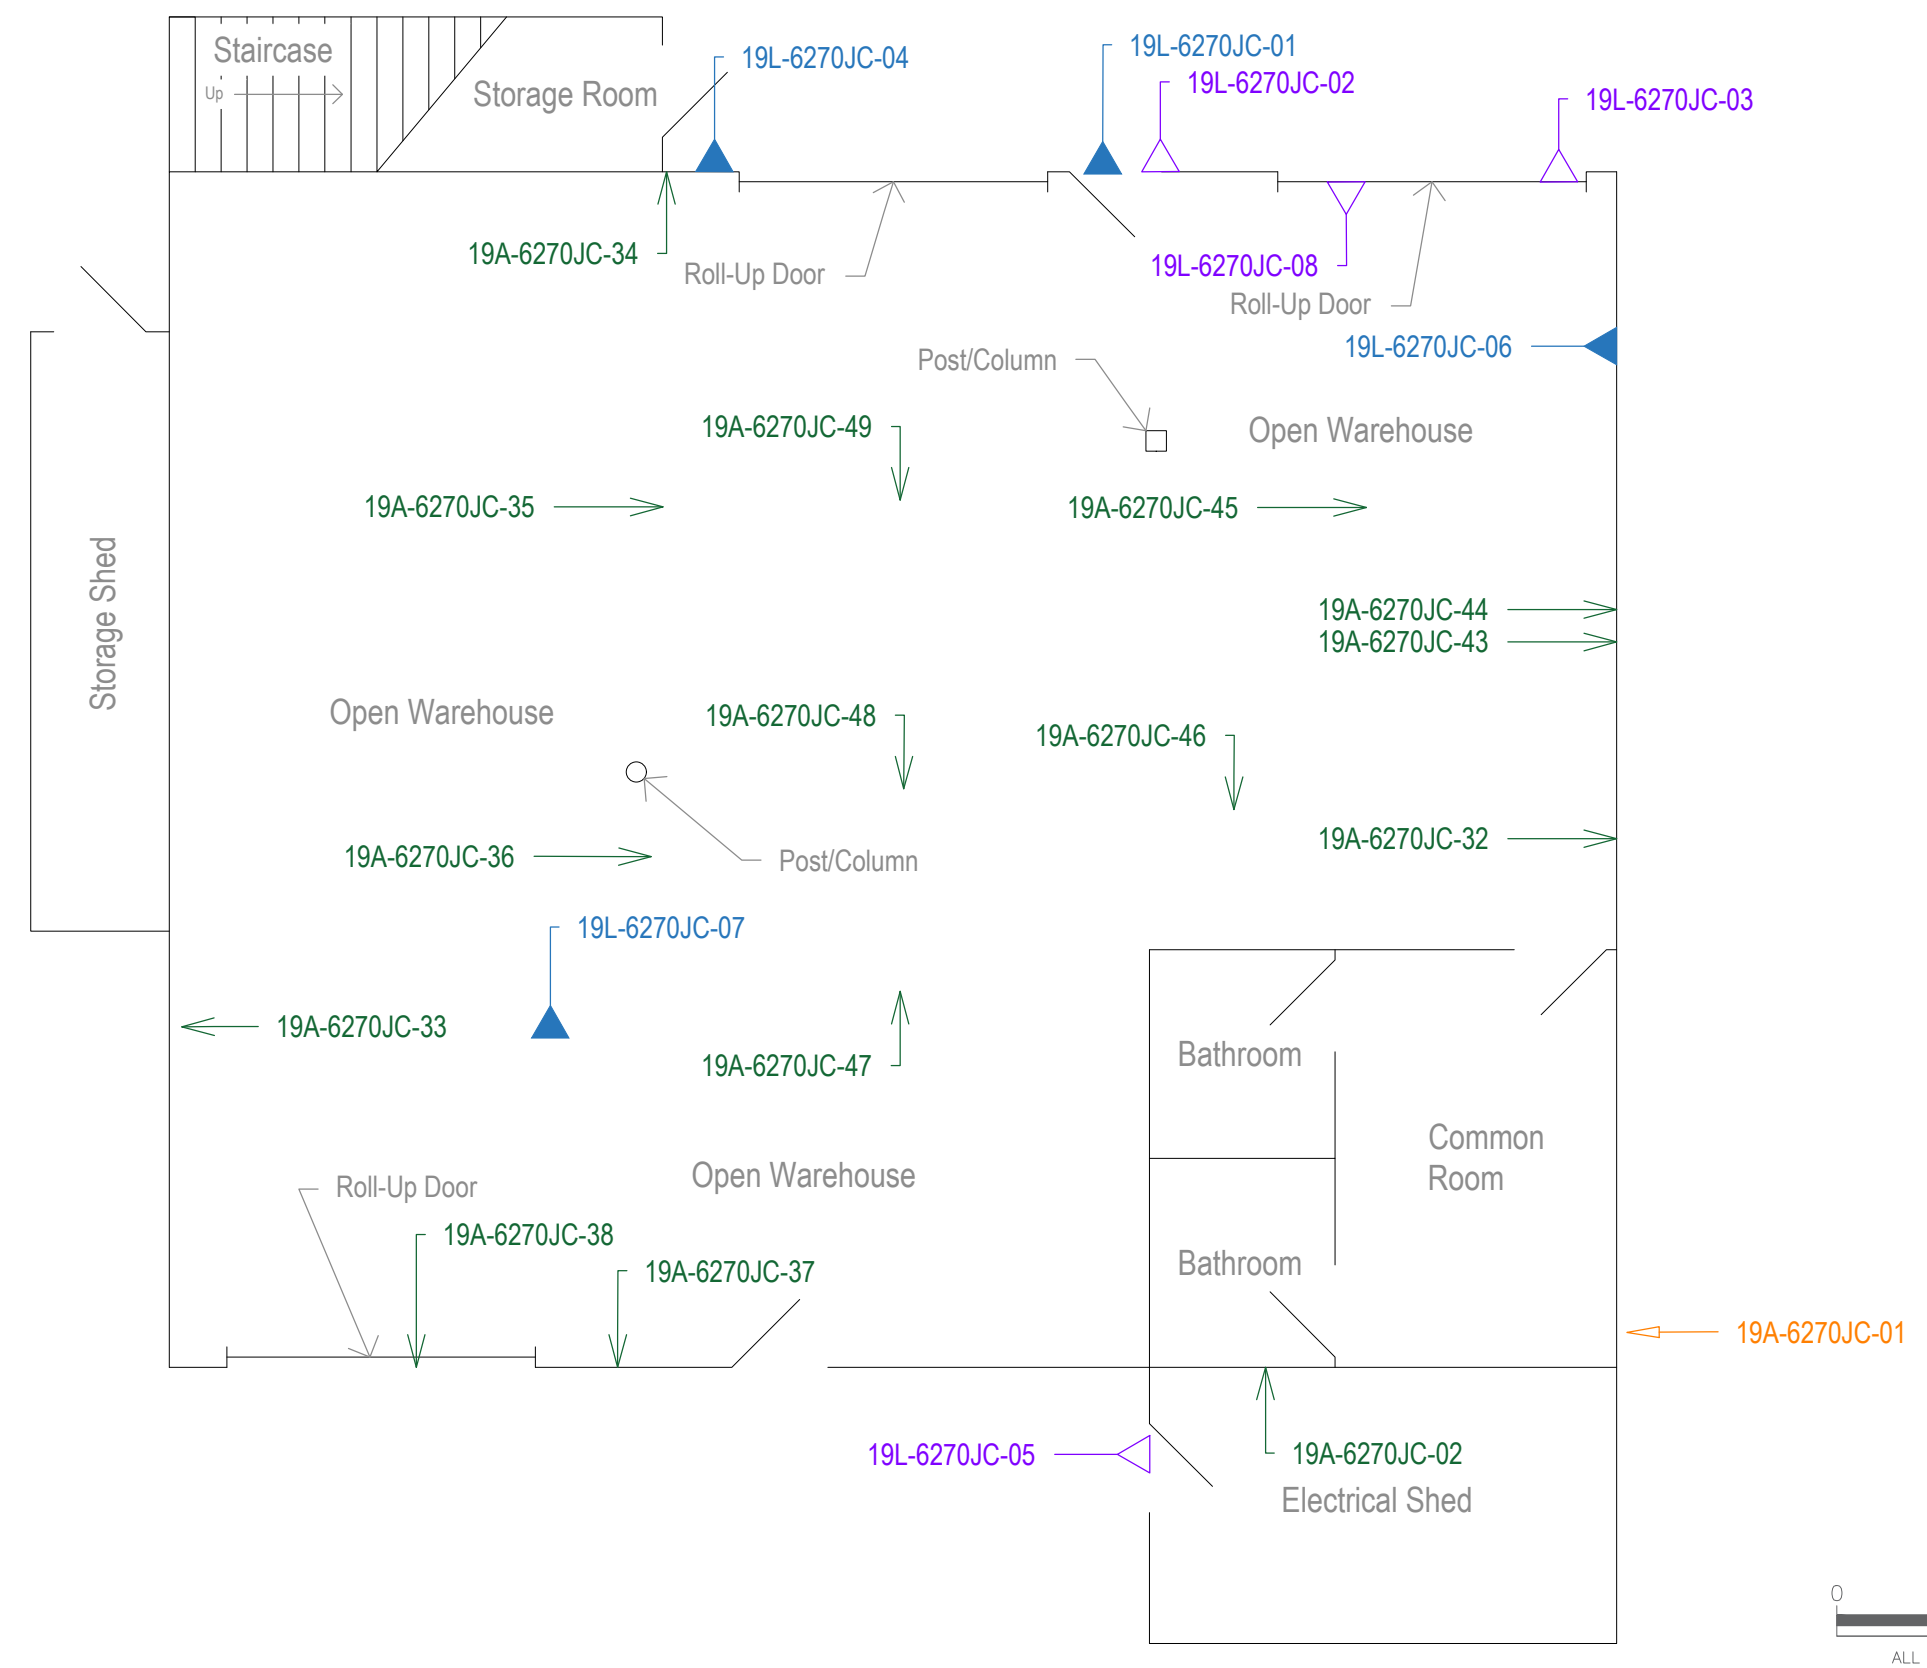 19L-6270JC-01
Staircase
19L-6270JC-04
19L-6270JC-02
Up
Storage Room
19L-6270JC-03
19A-6270JC-34
19L-6270JC-08
Roll-Up Door
Roll-Up Door
19L-6270JC-06
Post/Column
19A-6270JC-49
Open Warehouse
19A-6270JC-35
19A-6270JC-45
Storage Shed
19A-6270JC-44
19A-6270JC-43
Open Warehouse
19A-6270JC-48
19A-6270JC-46
19A-6270JC-32
19A-6270JC-36
Post/Column
19L-6270JC-07
19A-6270JC-33
Bathroom
19A-6270JC-47
Common
Room
Open Warehouse
Roll-Up Door
19A-6270JC-38
Bathroom
19A-6270JC-37
19A-6270JC-01
19L-6270JC-05
19A-6270JC-02
Electrical Shed
0
ALL